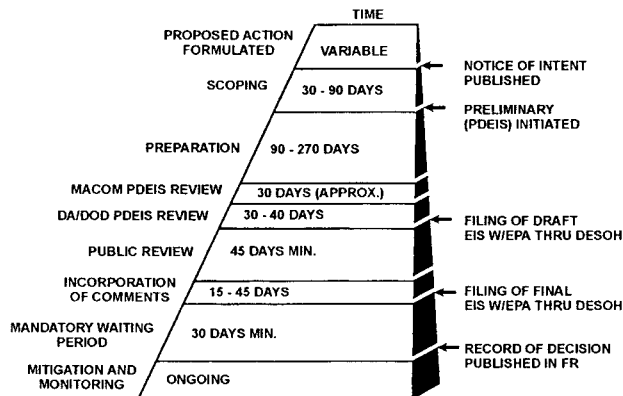 TIME
PROPOSED ACTION
FORMULATED
VARIABLE
NOTICE OF INTENT
PUBLISHED
SCOPING
30 - 90 DAYS
PRELIMINARY
(PDEIS) INITIATED
PREPARATION
90 - 270 DAYS
MACOM PDEIS REVIEW
30 DAYS (APPROX.)
DA/DOD PDEIS REVIEW
30 - 40 DAYS
FILING OF DRAFT
EIS W/EPA THRU DESOH
PUBLIC REVIEW
45 DAYS MIN.
INCORPORATION
OF COMMENTS
15 - 45 DAYS
FILING OF FINAL
EIS W/EPA THRU DESOH
MANDATORY WAITING
PERIOD
30 DAYS MIN.
RECORD OF DECISION
PUBLISHED IN FR
MITIGATION AND
MONITORING
ONGOING